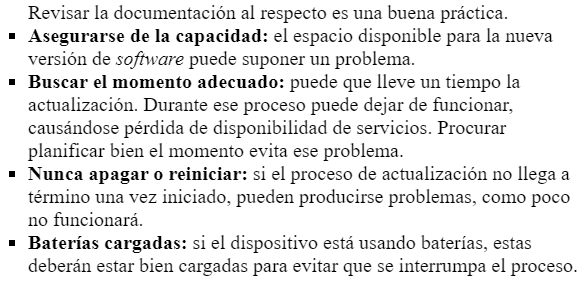 Revisar la documentación al respecto es una buena práctica.
▪ Asegurarse de la capacidad: el espacio disponible para la nueva
versión de software puede suponer un problema.
▪ Buscar el momento adecuado: puede que lleve un tiempo la
actualización. Durante ese proceso puede dejar de funcionar,
causándose pérdida de disponibilidad de servicios. Procurar
planificar bien el momento evita ese problema.
▪ Nunca apagar o reiniciar: si el proceso de actualización no llega a
término una vez iniciado, pueden producirse problemas, como poco
no funcionará.
▪ Baterías cargadas: si el dispositivo está usando baterías, estas
deberán estar bien cargadas para evitar que se interrumpa el proceso.